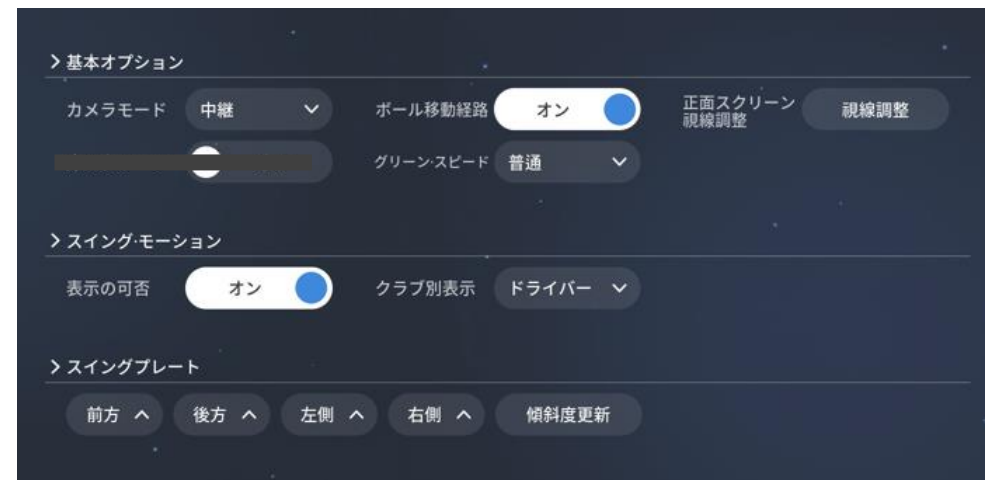 基本オプション
カメラモード 中継 ボール移動経路 オン 正面スクリーン 視線調整
視線調整
グリーン·スピード 普通
スイング·モーション
表示の可否 オン クラブ別表示 ドライバー
スイングプレート
前方 後方 左側 右側 傾斜度更新